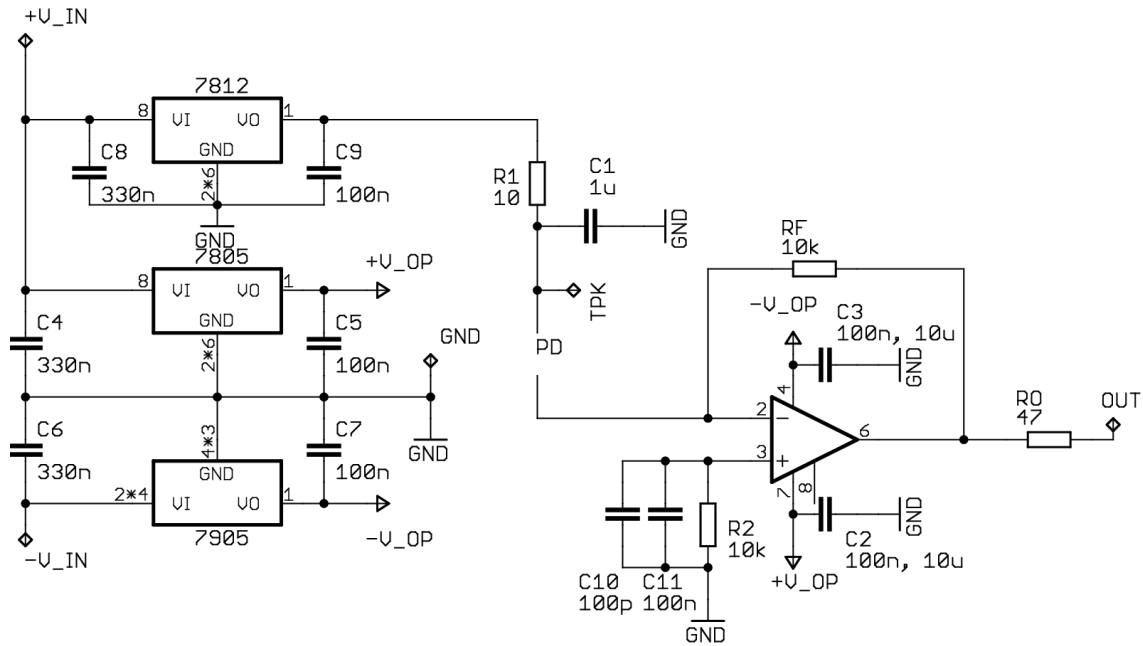 +V_IN
7812
8
VI
VO
1
GND
2*6
C8
330n
C9
100n
GND
R1
10
C1
1u
GND
TPK
PD
7805
8
VI
VO
1
GND
2*6
+V_OP
C4
330n
C5
100n
GND
GND
C6
330n
C7
100n
4*3
GND
2*4
VI
VO
1
7905
-V_IN
-V_OP
RF
10k
-V_OP
C3
100n, 10u
GND
4
2
-
3
+
6
7
8
RO
47
OUT
C2
100n, 10u
GND
+V_OP
R2
10k
C10
100p
C11
100n
GND